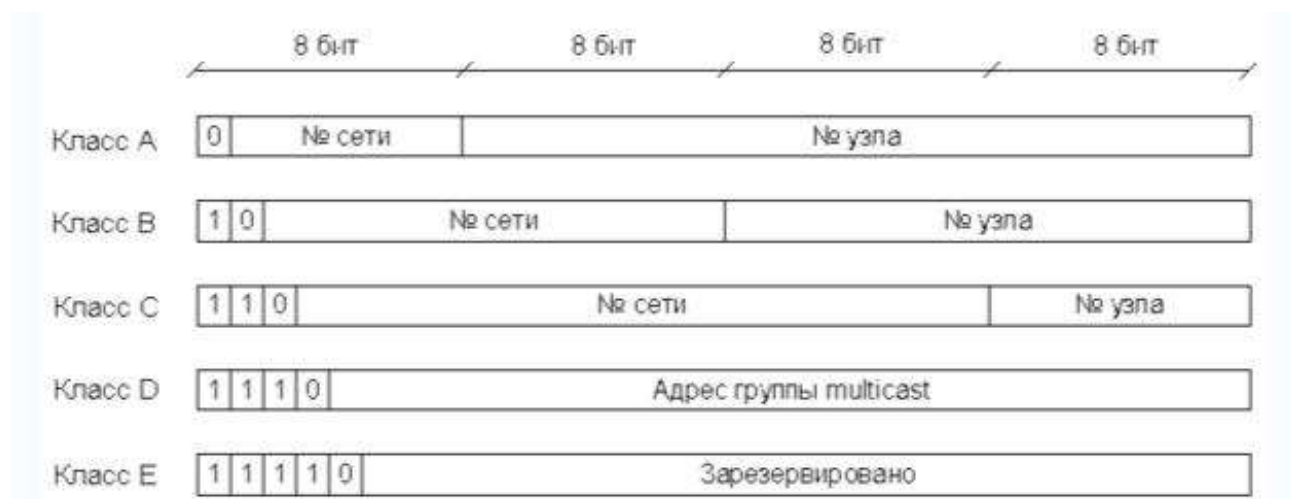 8 бит 8 бит 8 бит 8 бит
Класс A 0 № сети № узла
Класс B 1 0 № сети № узла
Класс C 1 1 0 № сети № узла
Класс D 1 1 1 0 Адрес группы multicast
Класс E 1 1 1 1 0 Зарезервировано